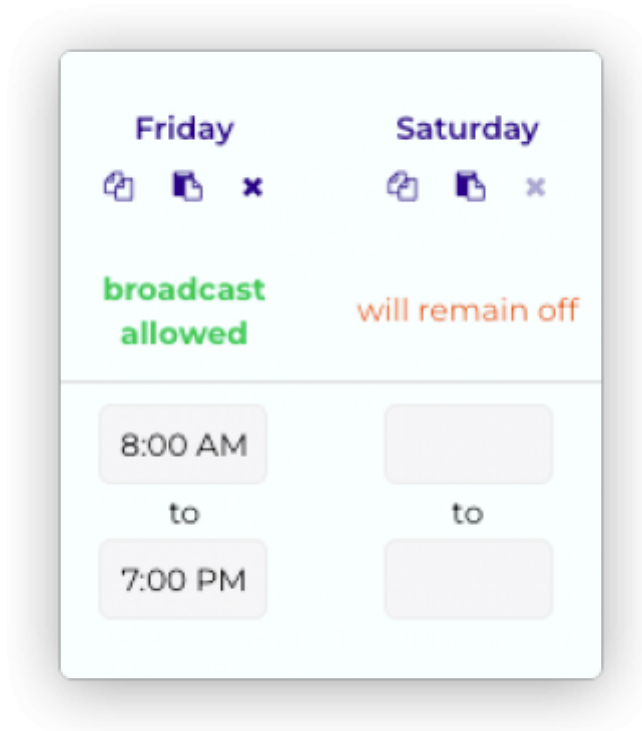 Friday
Saturday
broadcast
allowed
will remain off
8:00 AM
to
to
7:00 PM